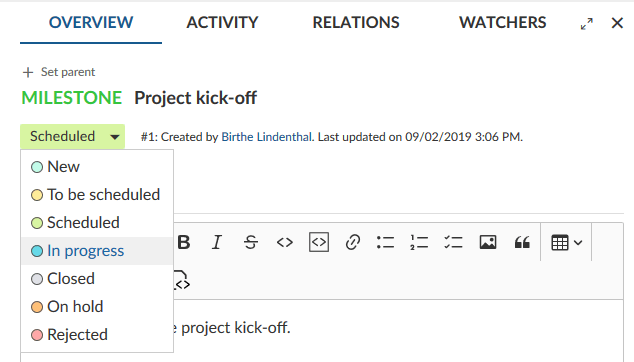 OVERVIEW ACTIVITY RELATIONS WATCHERS
Set parent
MILESTONE Project kick-off
Scheduled #1: Created by Birthe Lindenthal. Last updated on 09/02/2019 3:06 PM.
New
To be scheduled
Scheduled
In progress
Closed
On hold
Rejected
project kick-off.